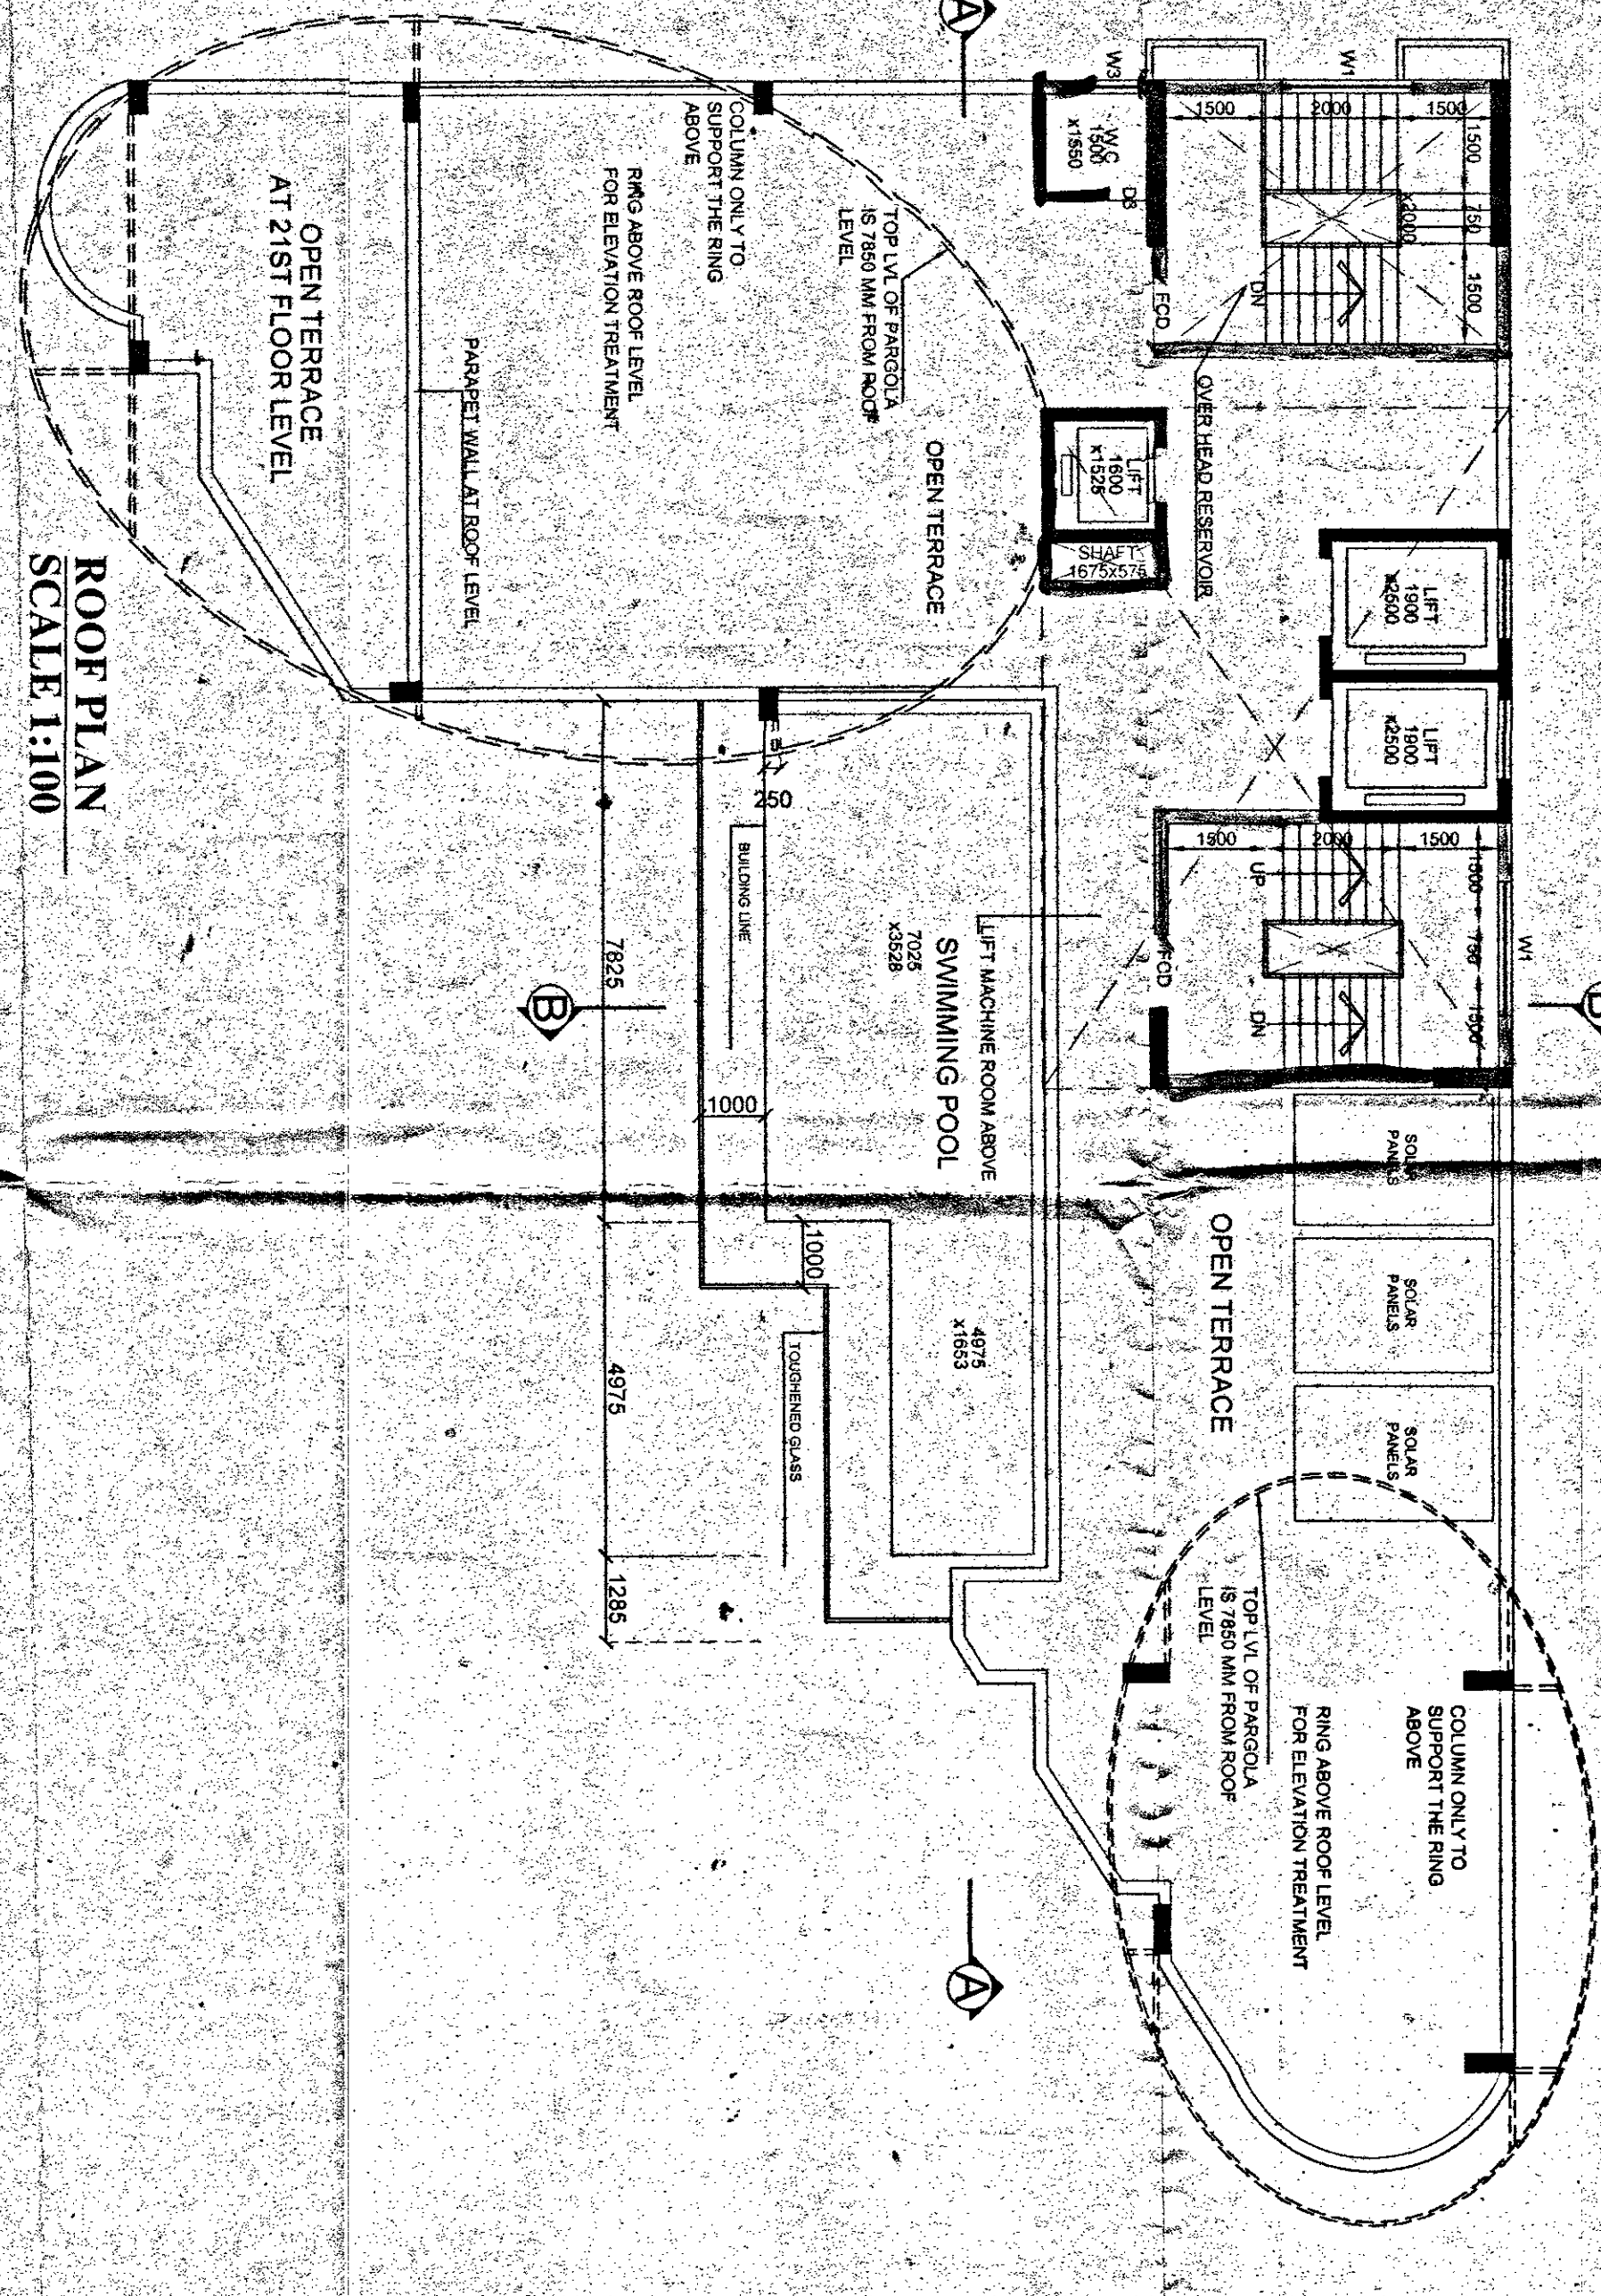 W1
W3
1500
2000
1500
1500
750
1500
x2000
W.C
1500
x1550
D3
DN
FCD
OVER HEAD RESERVOIR
LIFT
1600
x1525
SHAFT
1675x575
LIFT
1900
x2500
LIFT
1900
x2500
1500
2000
1500
1500
750
1500
UP
DN
FCD
W1
SOLAR
PANELS
SOLAR
PANELS
SOLAR
PANELS
OPEN TERRACE
TOP LVL OF PARGOLA
IS 7850 MM FROM ROOF
LEVEL
RING ABOVE ROOF LEVEL
FOR ELEVATION TREATMENT
COLUMN ONLY TO
SUPPORT THE RING
ABOVE
A
A
OPEN TERRACE
TOP LVL OF PARGOLA
IS 7850 MM FROM ROOF
LEVEL
COLUMN ONLY TO
SUPPORT THE RING
ABOVE
RING ABOVE ROOF LEVEL
FOR ELEVATION TREATMENT
LIFT MACHINE ROOM ABOVE
SWIMMING POOL
7025
x3528
4975
x1653
250
BUILDING LINE
1000
1000
TOUGHENED GLASS
7825
4975
1285
B
PARAPET WALL AT ROOF LEVEL
OPEN TERRACE
AT 21ST FLOOR LEVEL
ROOF PLAN
SCALE 1:100